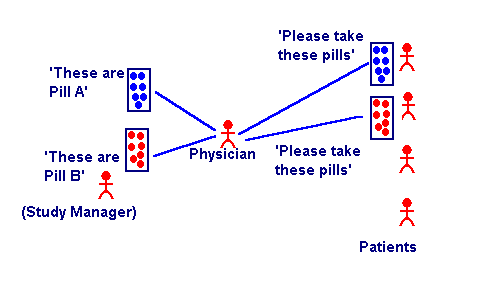 'These are
Pill A'
'These are
Pill B'
(Study Manager)
Physician
'Please take
these pills'
'Please take
these pills'
Patients